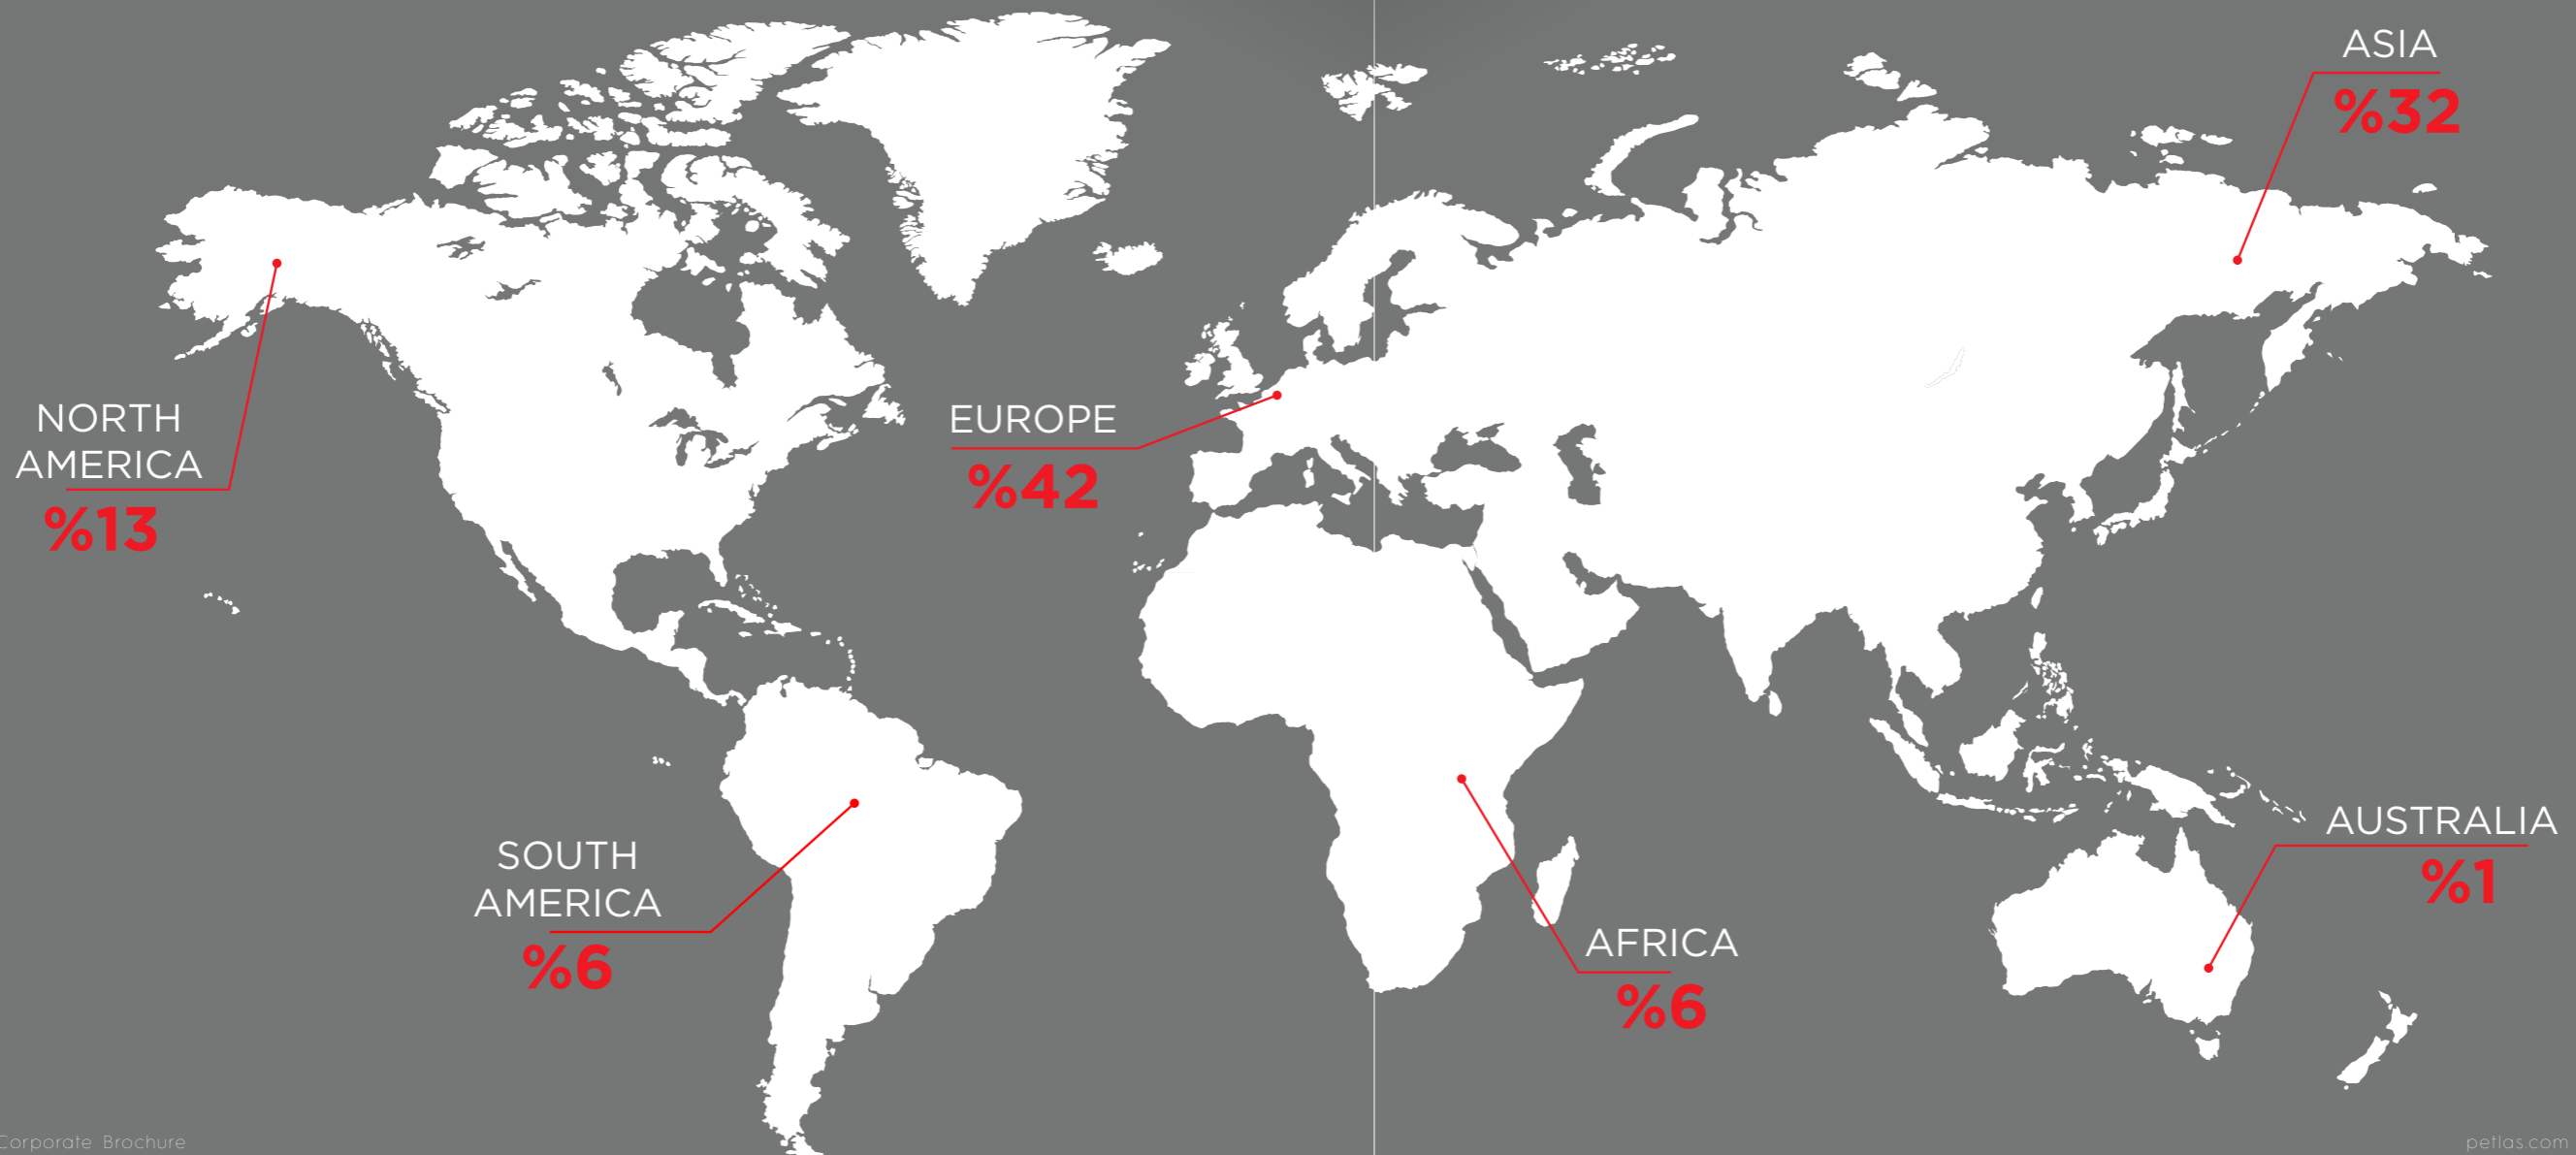 ASIA
%32
NORTH
AMERICA
%13
EUROPE
%42
SOUTH
AMERICA
%6
AFRICA
%6
AUSTRALIA
%1
Corporate Brochure
petlas.com